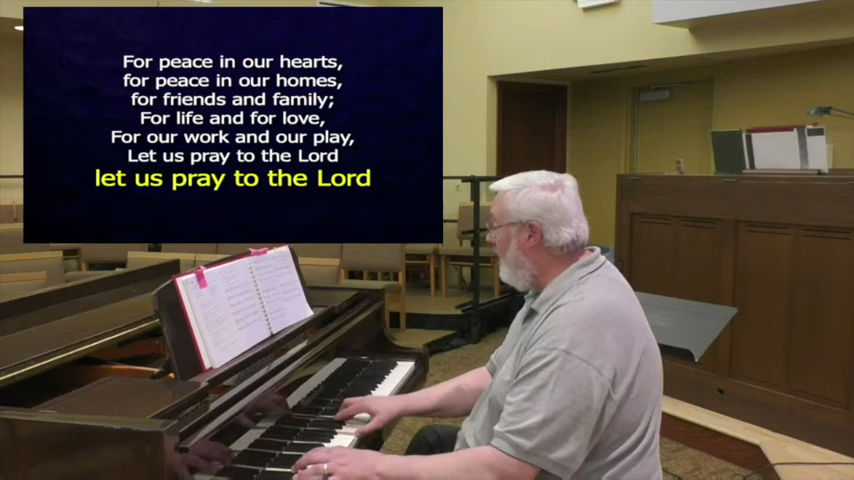 For peace in our hearts,
for peace in our homes,
for friends and family;
For life and for love,
For our work and our play,
Let us pray to the Lord
let us pray to the Lord